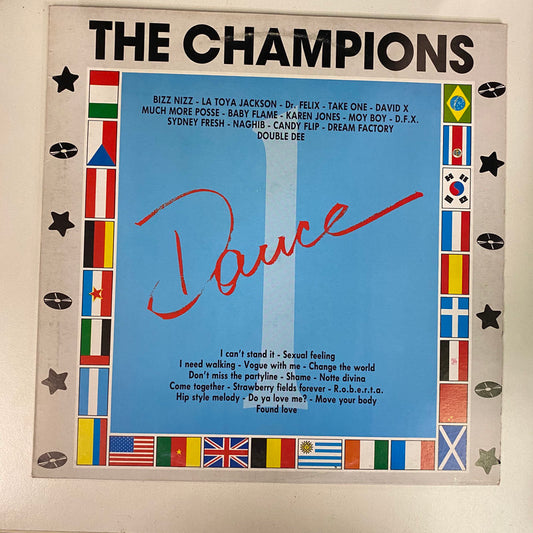 THE CHAMPIONS
BIZZ NIZZ - LA TOYA JACKSON - Dr. FELIX - TAKE ONE - DAVID X
MUCH MORE POSSE - BABY FLAME - KAREN JONES - MOY BOY - D.F.X.
SYDNEY FRESH - NAGHIB - CANDY FLIP - DREAM FACTORY
DOUBLE DEE
1
Dance
I can't stand it - Sexual feeling
I need walking - Vogue with me - Change the world
Don't miss the partyline - Shame - Notte divina
Come together - Strawberry fields forever - R.o.b.e.r.t.a.
Hip style melody - Do ya love me? - Move your body
Found love